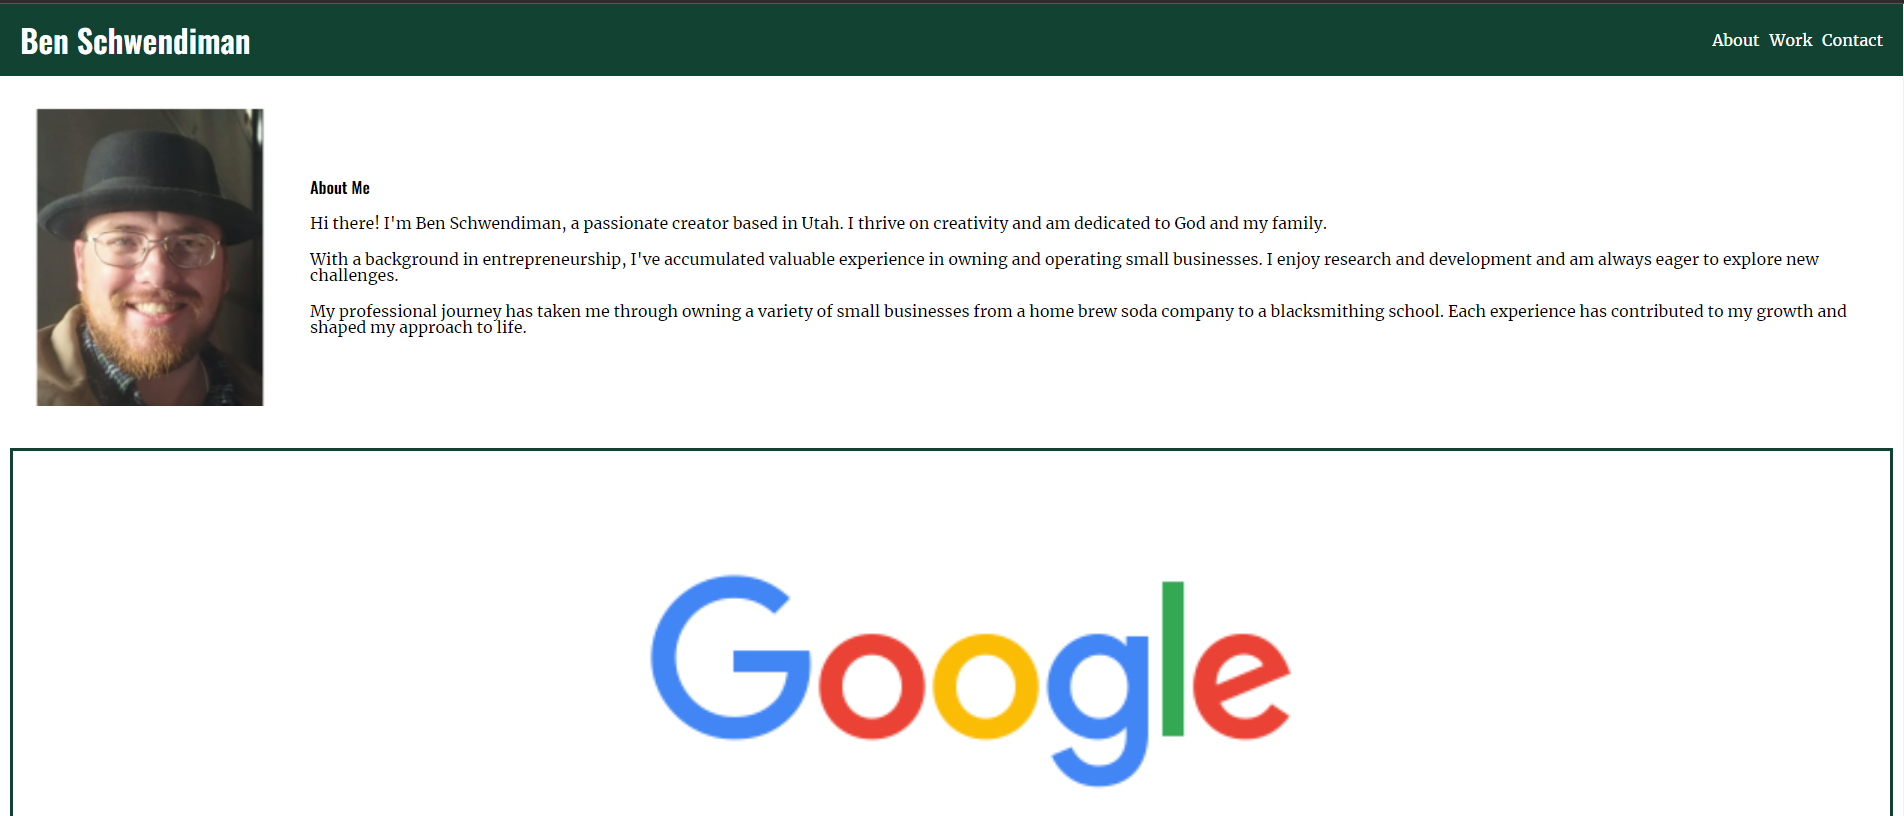 Ben Schwendiman
About Work Contact
About Me
Hi there! I'm Ben Schwendiman, a passionate creator based in Utah. I thrive on creativity and am dedicated to God and my family.
With a background in entrepreneurship, I've accumulated valuable experience in owning and operating small businesses. I enjoy research and development and am always eager to explore new
challenges.
My professional journey has taken me through owning a variety of small businesses from a home brew soda company to a blacksmithing school. Each experience has contributed to my growth and
shaped my approach to life.
Google